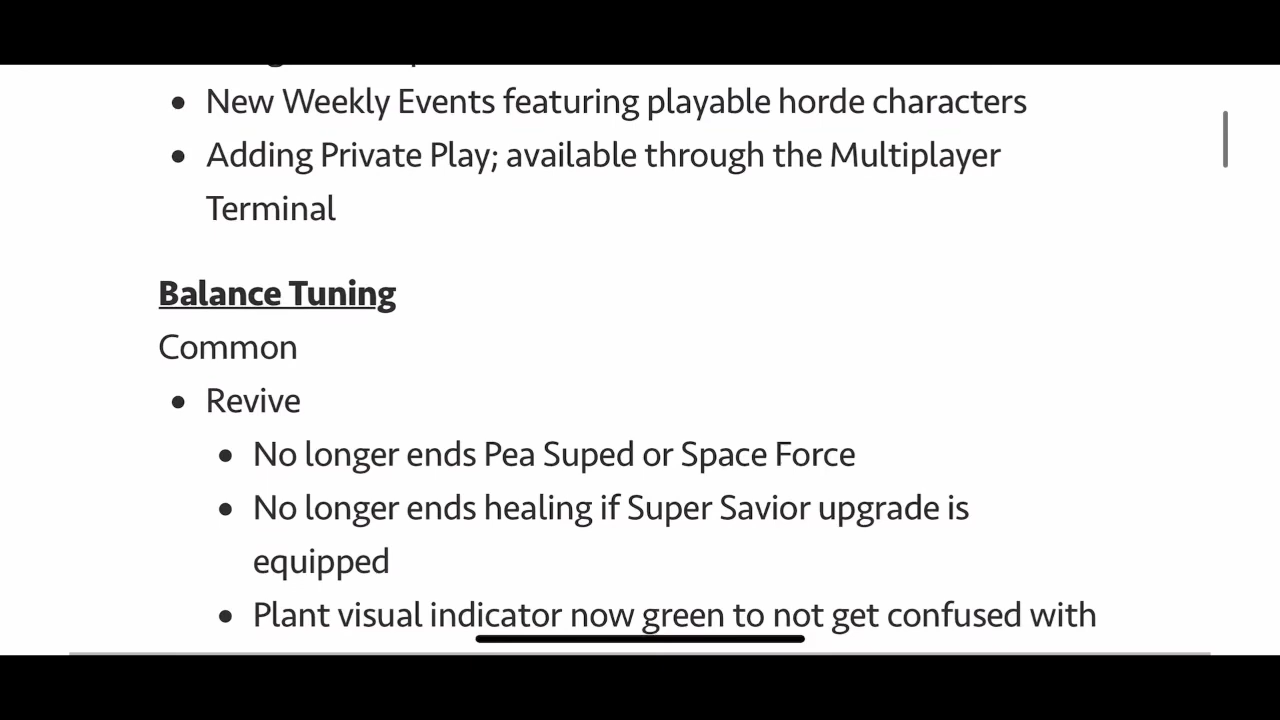 New Weekly Events featuring playable horde characters
Adding Private Play; available through the Multiplayer
Terminal
Balance Tuning
Common
Revive
No longer ends Pea Suped or Space Force
No longer ends healing if Super Savior upgrade is
equipped
Plant visual indicator now green to not get confused with